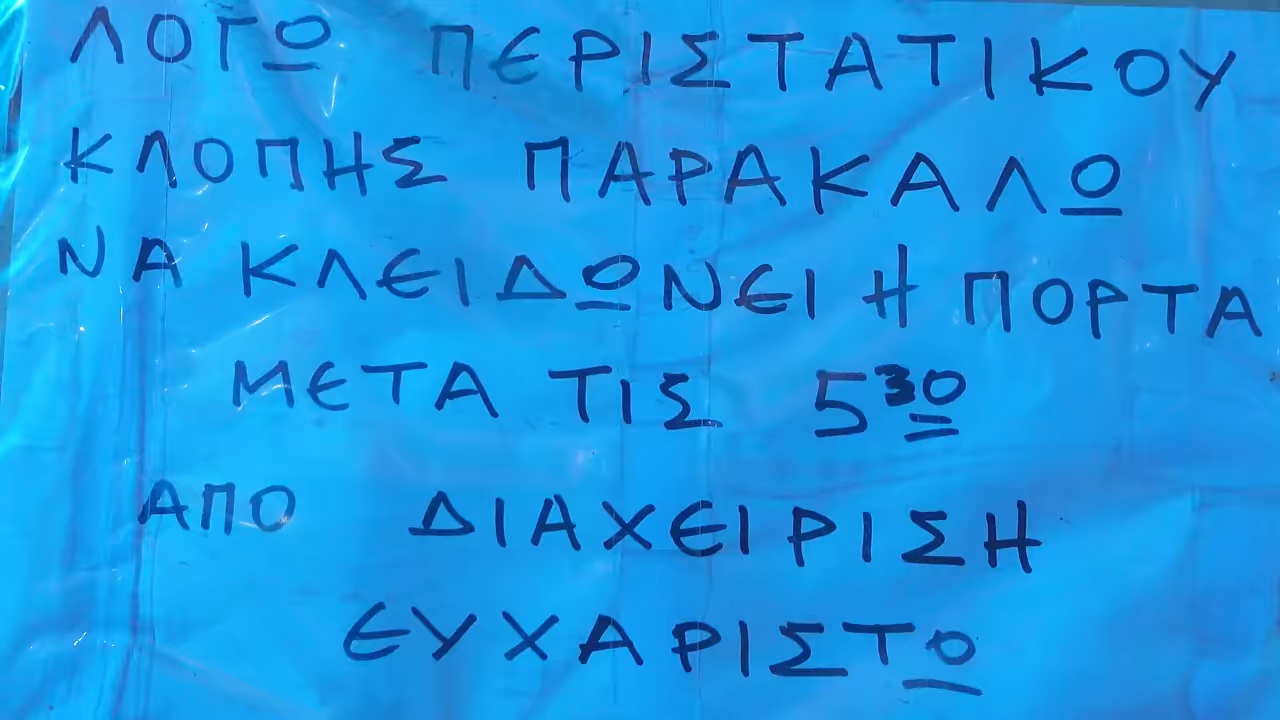 ΛΟΓΩ ΠΕΡΙΣΤΑΤΙΚΟΥ
ΚΛΟΠΗΣ ΠΑΡΑΚΑΛΩ
ΝΑ ΚΛΕΙΔΩΝΕΙ Η ΠΟΡΤΑ
ΜΕΤΑ ΤΙΣ 5³⁰
ΑΠΟ ΔΙΑΧΕΙΡΙΣΗ
ΕΥΧΑΡΙΣΤΩ